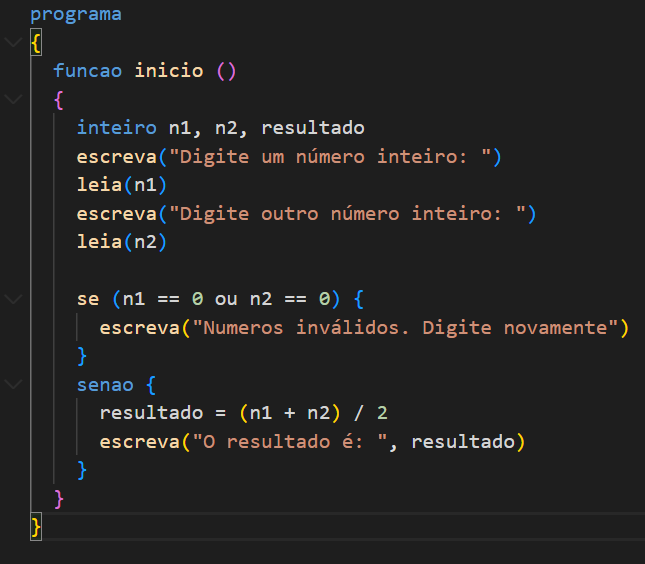 programa
{
funcao inicio ()
{
inteiro n1, n2, resultado
escreva("Digite um número inteiro: ")
leia(n1)
escreva("Digite outro número inteiro: ")
leia(n2)
se (n1 == 0 ou n2 == 0) {
escreva("Numeros inválidos. Digite novamente")
}
senao {
resultado = (n1 + n2) / 2
escreva("O resultado é: ", resultado)
}
}
}